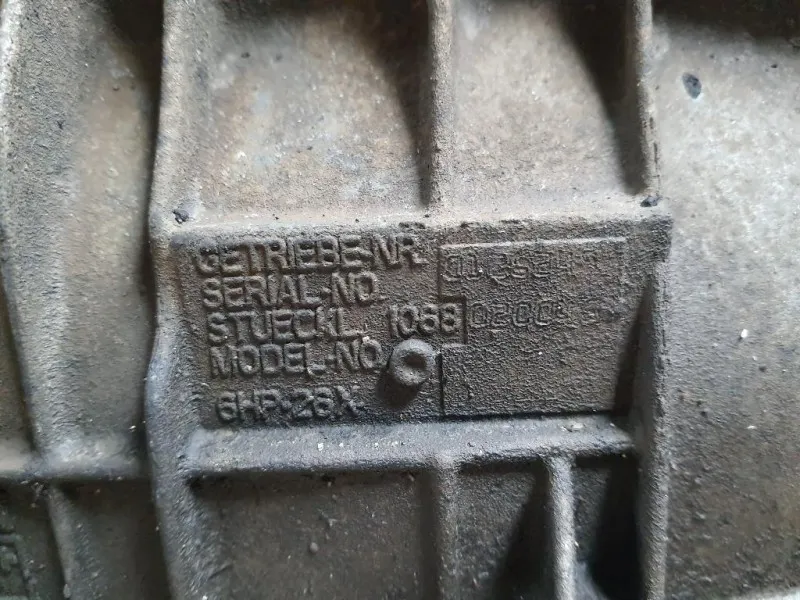 GETRIEBE-NR.
SERIAL-NO.
STUECKL. 1068
MODEL-NO.
6HP-28X